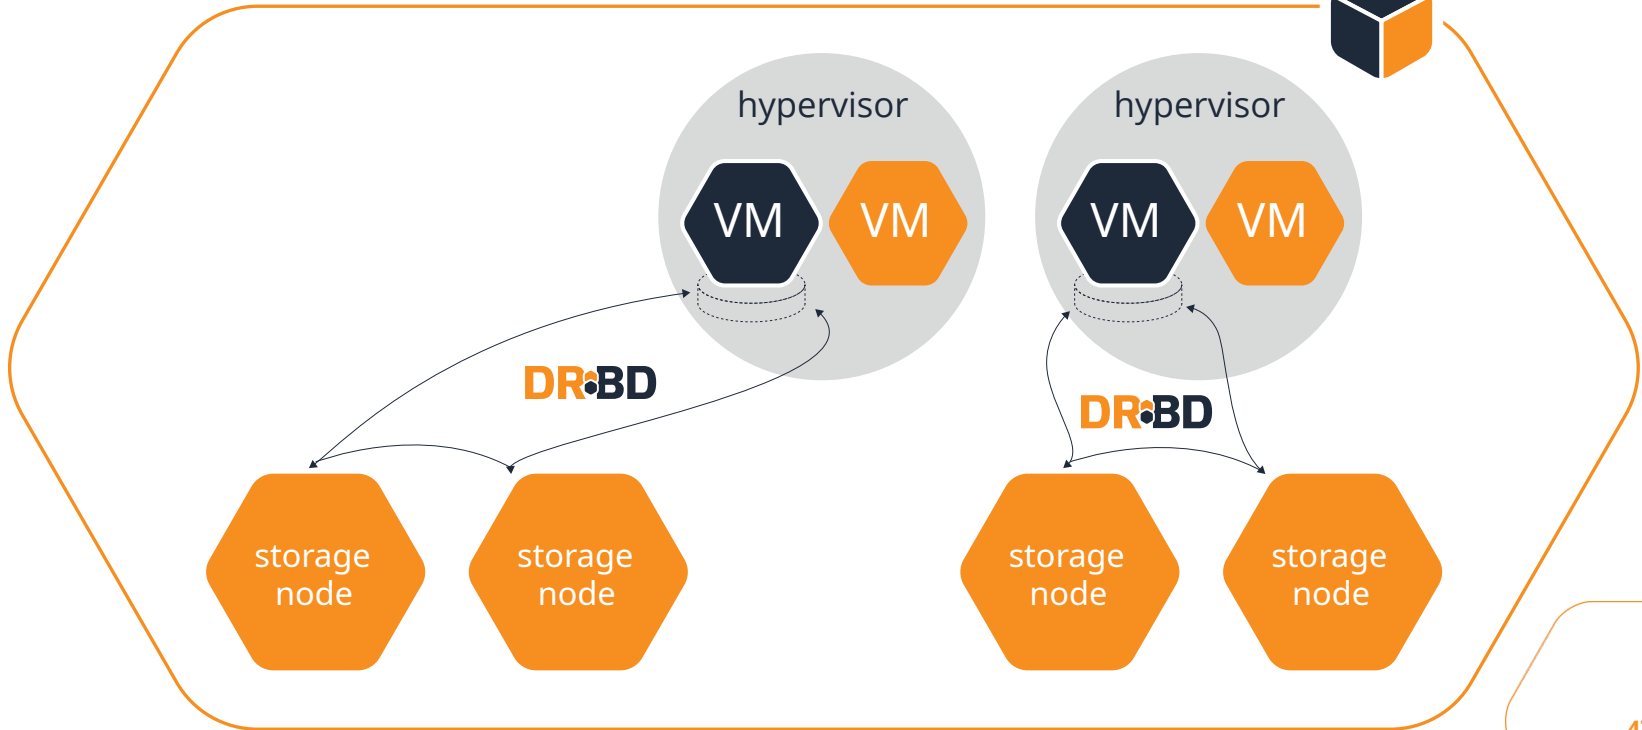 hypervisor
hypervisor
VM
VM
VM
VM
DRBD
DRBD
storage
node
storage
node
storage
node
storage
node